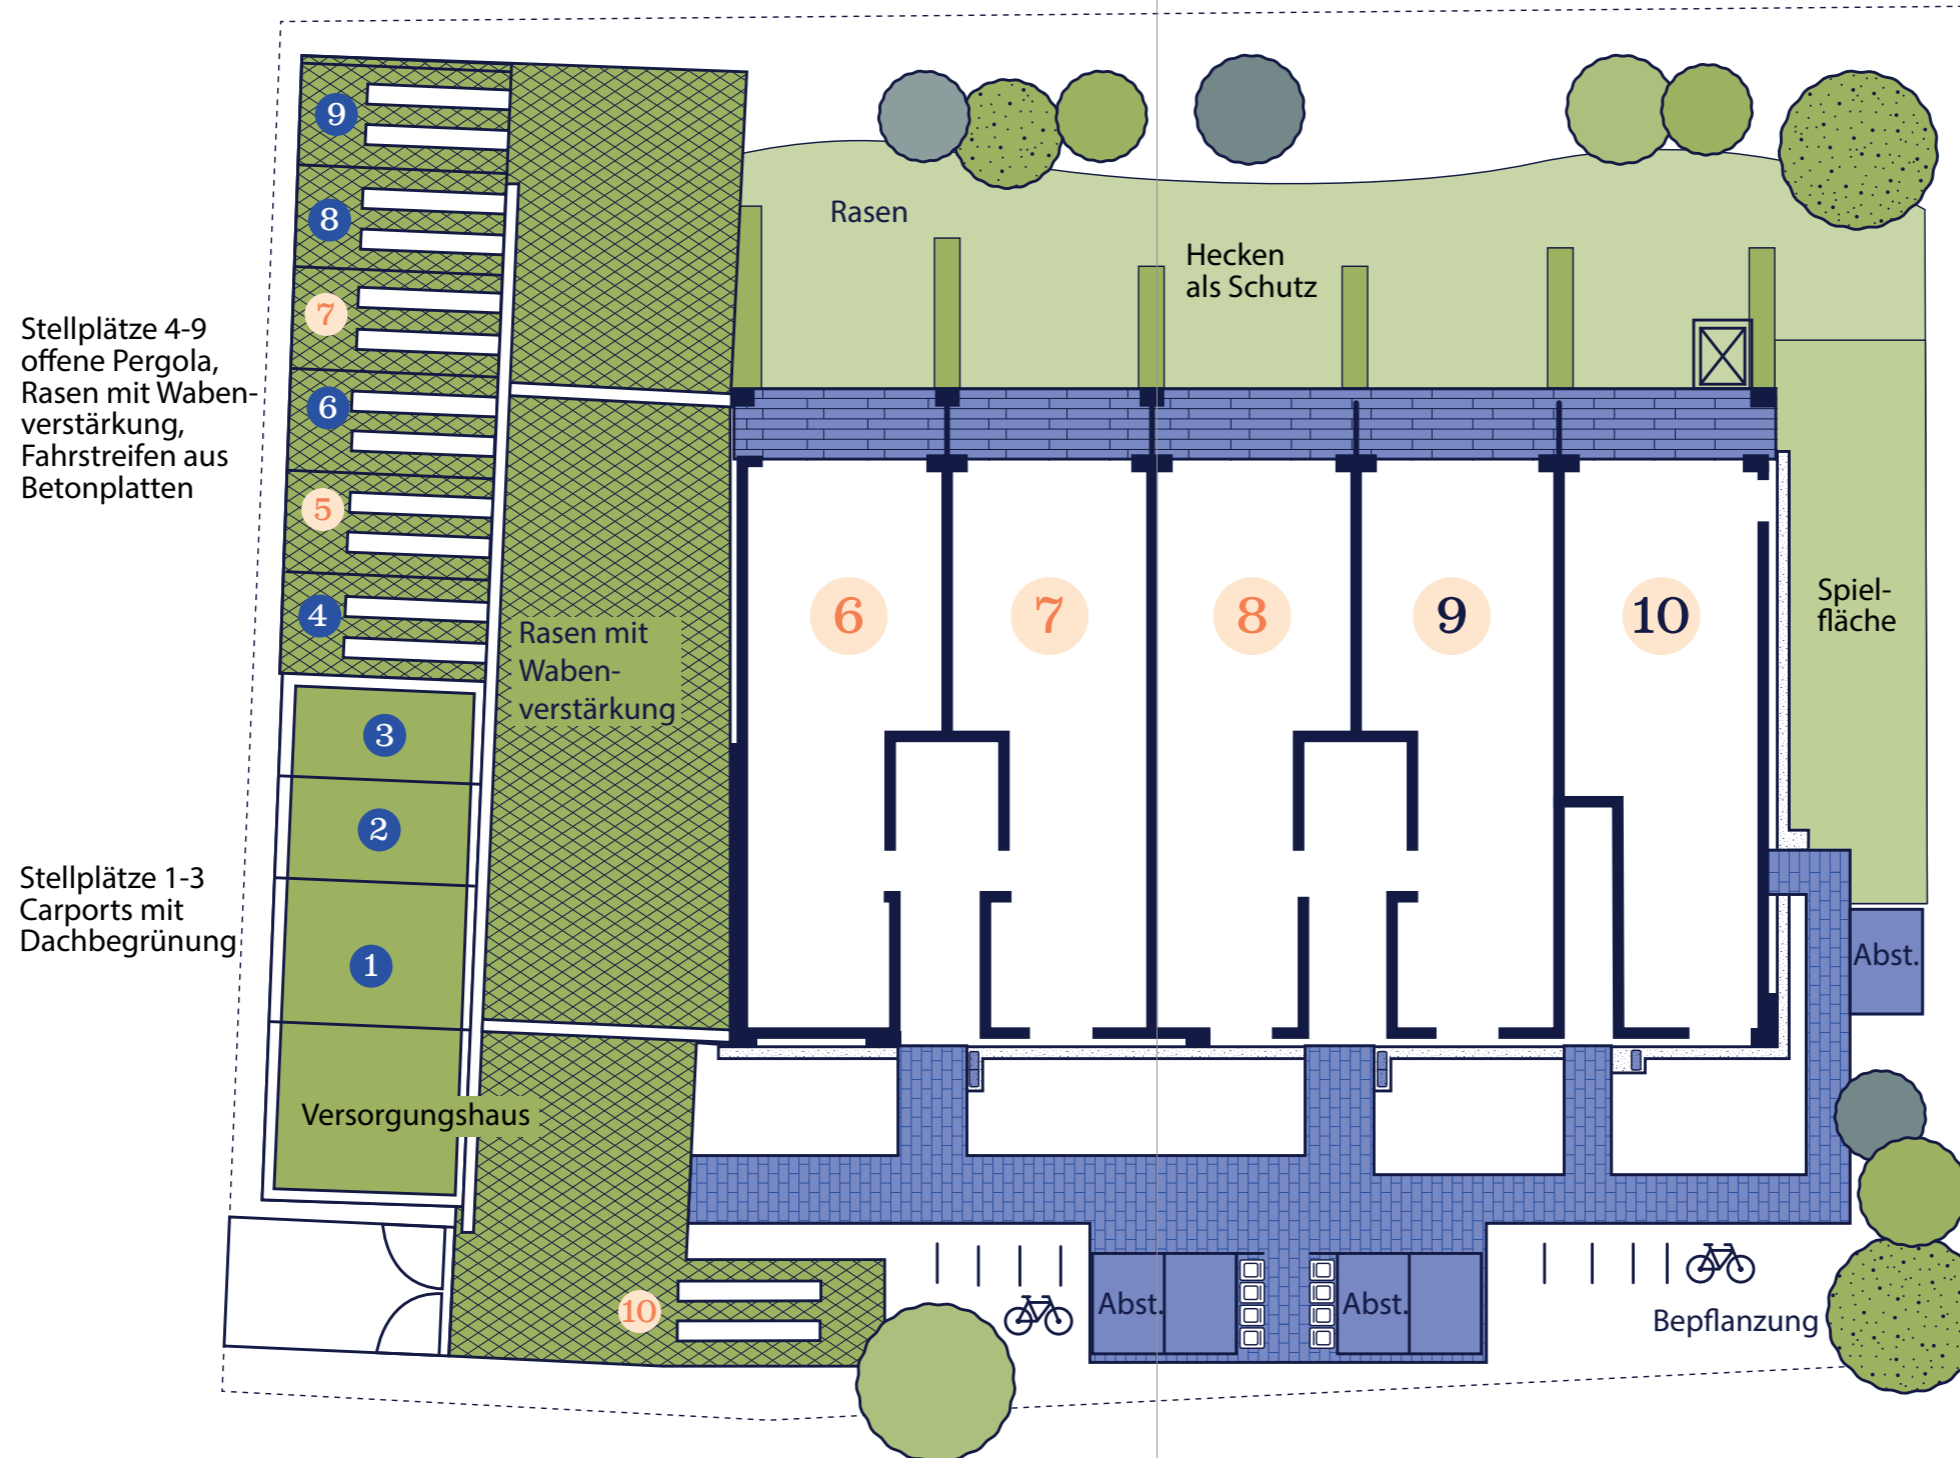 9
8
7
6
5
4
3
2
1
Stellplätze 4-9
offene Pergola,
Rasen mit Waben-
verstärkung,
Fahrstreifen aus
Betonplatten
Stellplätze 1-3
Carports mit
Dachbegrünung
Versorgungshaus
Rasen mit
Waben-
verstärkung
Rasen
Hecken
als Schutz
6
7
8
9
10
Spiel-
fläche
Abst.
10
Abst.
Abst.
Bepflanzung